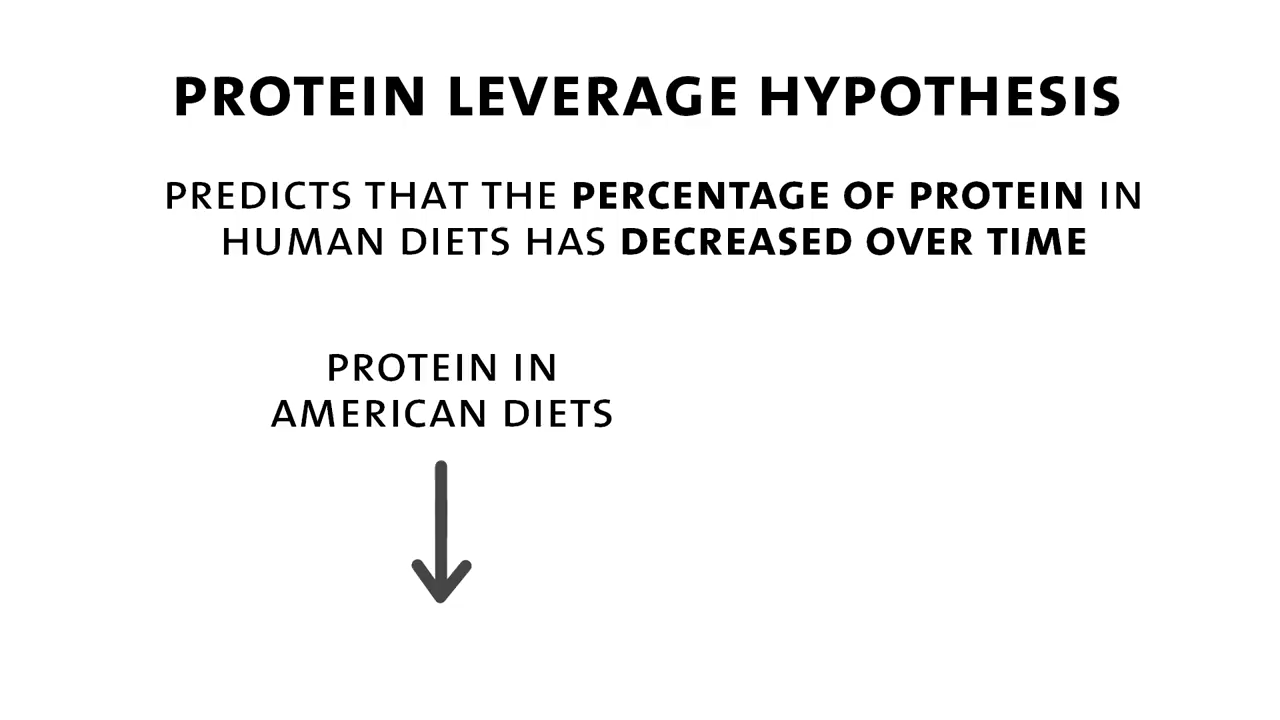 PROTEIN LEVERAGE HYPOTHESIS
PREDICTS THAT THE PERCENTAGE OF PROTEIN IN
HUMAN DIETS HAS DECREASED OVER TIME
PROTEIN IN
AMERICAN DIETS